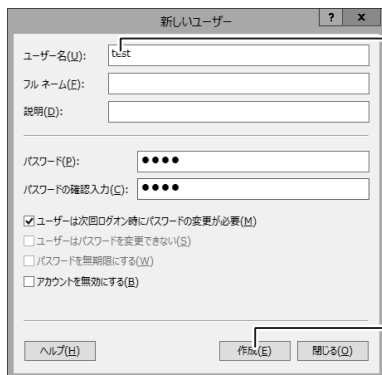 新しいユーザー
? x
ユーザー名(U): test
フル ネーム(F):
説明(D):
パスワード(P): ●●●●
パスワードの確認入力(C): ●●●●
ユーザーは次回ログオン時にパスワードの変更が必要(M)
ユーザーはパスワードを変更できない(S)
パスワードを無期限にする(W)
アカウントを無効にする(B)
ヘルプ(H) 作成(E) 閉じる(O)